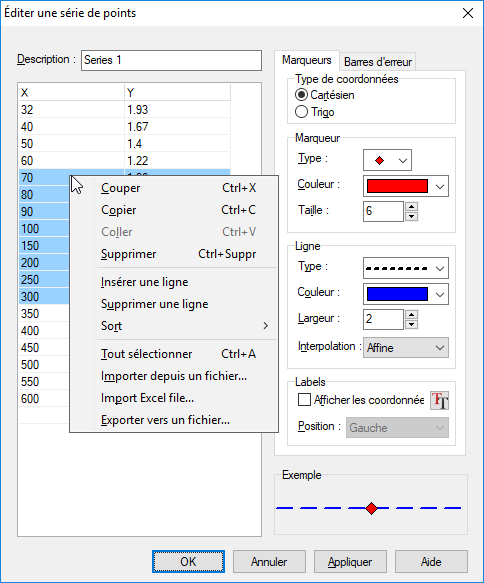 Éditer une série de points
Description : Series 1
X Y
32 1.93
40 1.67
50 1.4
60 1.22
70
80
90
100
150
200
250
300
350
400
450
500
550
600
Couper Ctrl+X
Copier Ctrl+C
Coller Ctrl+V
Supprimer Ctrl+Suppr
Insérer une ligne
Supprimer une ligne
Sort
Tout sélectionner Ctrl+A
Importer depuis un fichier...
Import Excel file...
Exporter vers un fichier...
Marqueurs Barres d'erreur
Type de coordonnées
Cartésien
Trigo
Marqueur
Type :
Couleur :
Taille : 6
Ligne
Type :
Couleur :
Largeur : 2
Interpolation : Affine
Labels
Afficher les coordonnée
Position : Gauche
Exemple
OK Annuler Appliquer Aide